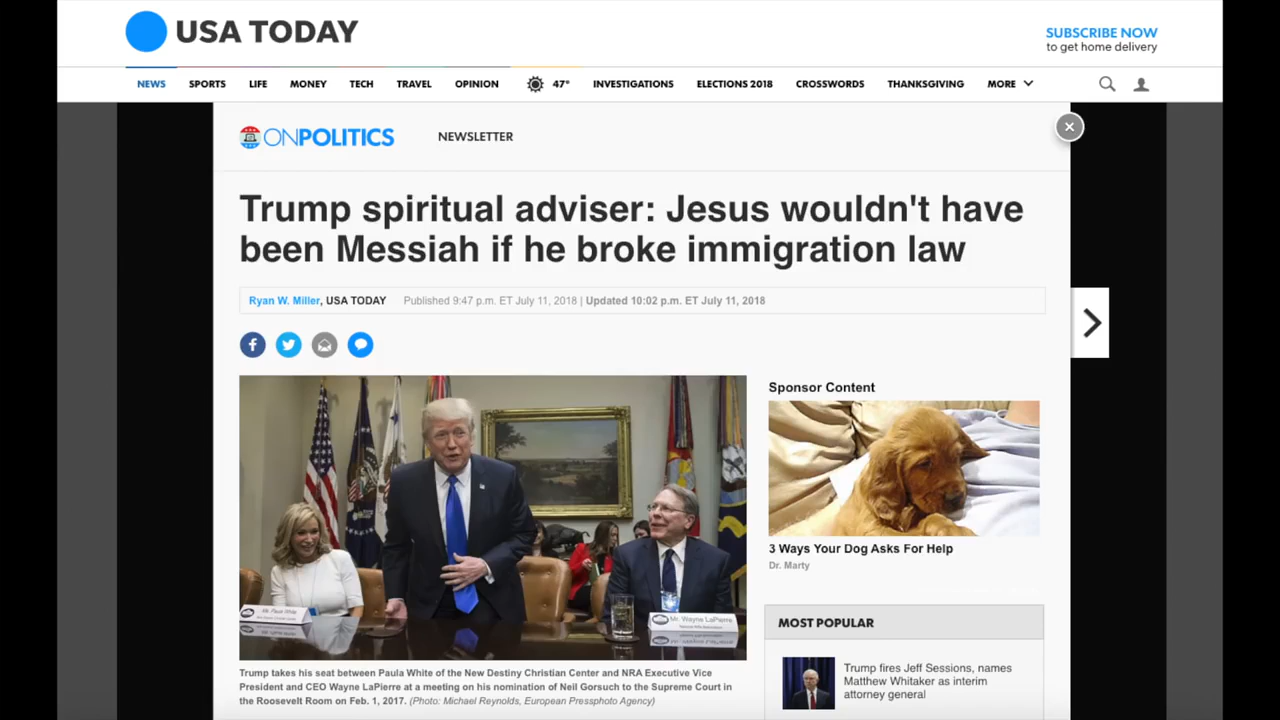 USA TODAY
SUBSCRIBE NOW
to get home delivery
NEWS SPORTS LIFE MONEY TECH TRAVEL OPINION 47° INVESTIGATIONS ELECTIONS 2018 CROSSWORDS THANKSGIVING MORE
ONPOLITICS NEWSLETTER
Trump spiritual adviser: Jesus wouldn't have
been Messiah if he broke immigration law
Ryan W. Miller, USA TODAY Published 9:47 p.m. ET July 11, 2018 | Updated 10:02 p.m. ET July 11, 2018
Ms. Paula White
Mr. Wayne LaPierre
Trump takes his seat between Paula White of the New Destiny Christian Center and NRA Executive Vice
President and CEO Wayne LaPierre at a meeting on his nomination of Neil Gorsuch to the Supreme Court in
the Roosevelt Room on Feb. 1, 2017. (Photo: Michael Reynolds, European Pressphoto Agency)
Sponsor Content
3 Ways Your Dog Asks For Help
Dr. Marty
MOST POPULAR
Trump fires Jeff Sessions, names
Matthew Whitaker as interim
attorney general